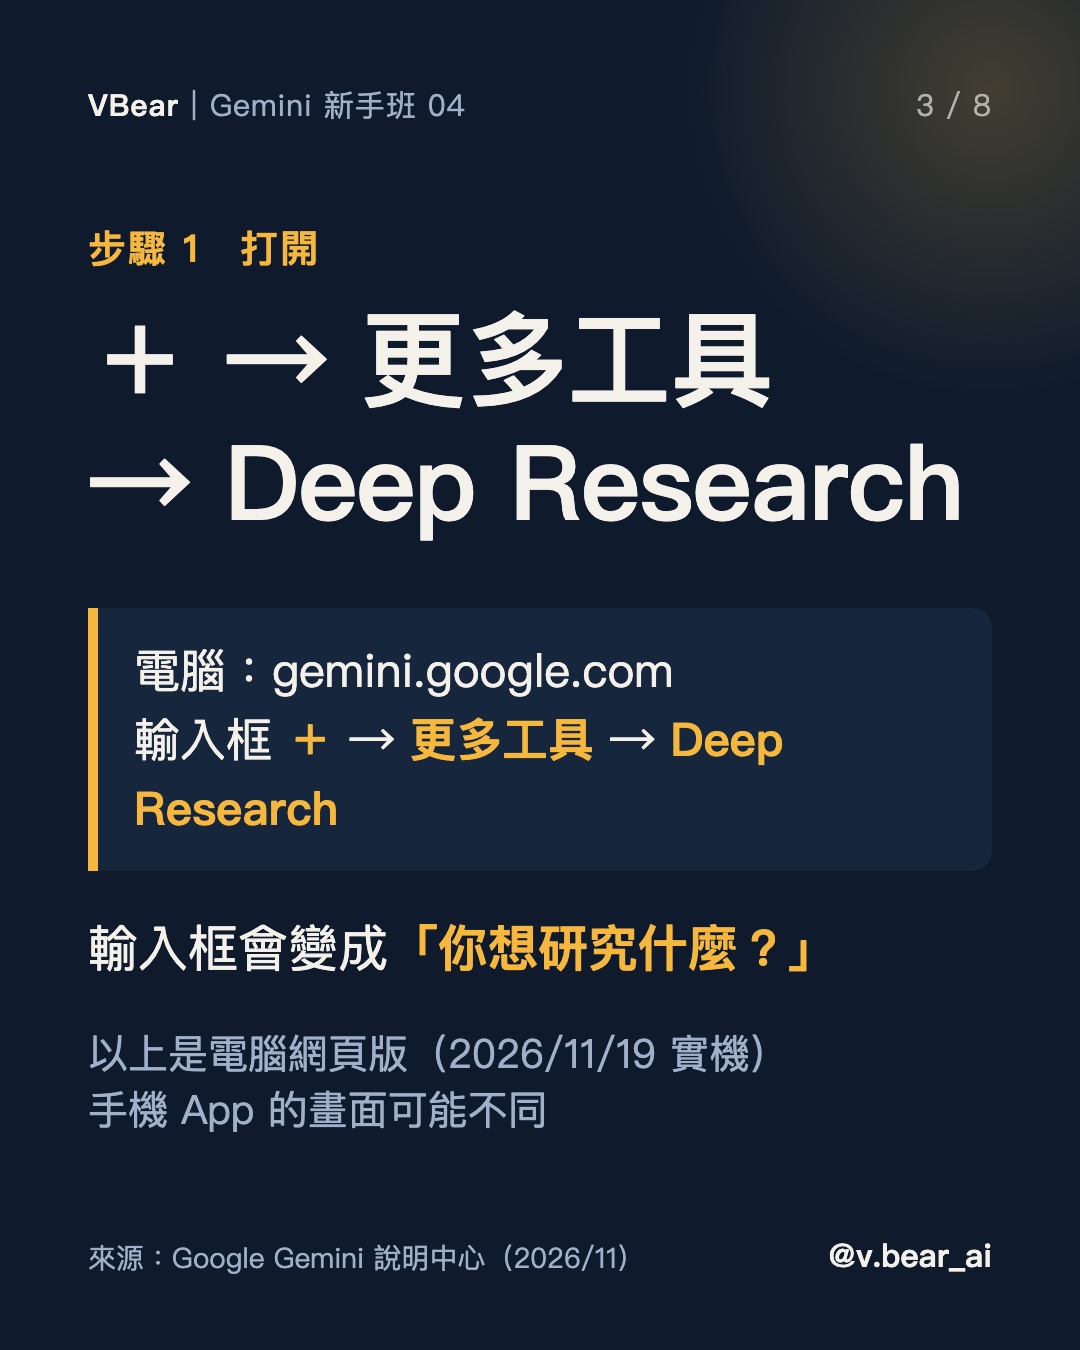 VBear | Gemini 新手班 04
3 / 8
步驟 1 打開
＋ → 更多工具
→ Deep Research
電腦：gemini.google.com
輸入框 ＋ → 更多工具 → Deep
Research
輸入框會變成「你想研究什麼？」
以上是電腦網頁版（2026/11/19 實機）
手機 App 的畫面可能不同
來源：Google Gemini 說明中心（2026/11）
@v.bear_ai